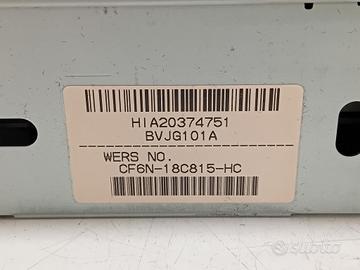 HIA20374751
BVJG101A
WERS NO.
CF6N-18C815-HC
subito